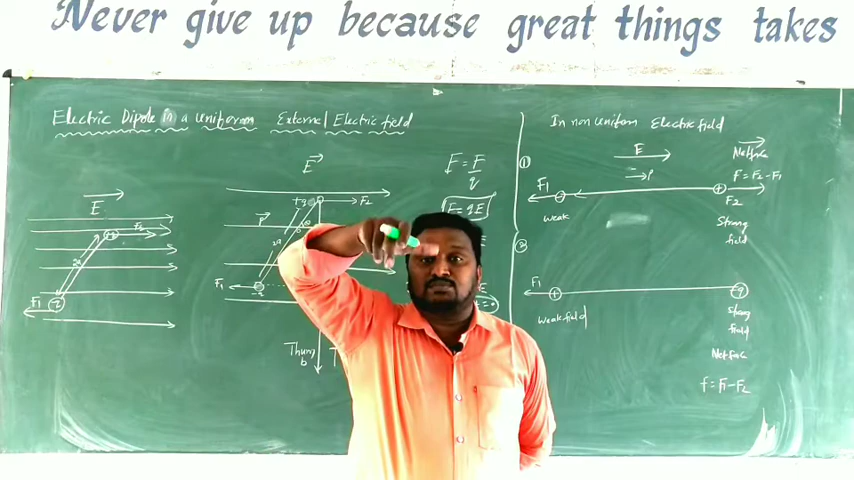 Never give up because great things takes
Electric Dipole in a uniform External Electric field
E
F1
2a
E
+q
F2
P
2a
F1
-q
Thumb
F = F/q
F = qE
E
In non uniform Electric field
①
E
P
Net force
F = F2 - F1
F1
+
F2
weak
Strong field
②
F1
+
weak field
Strong field
Net force
f = F1 - F2